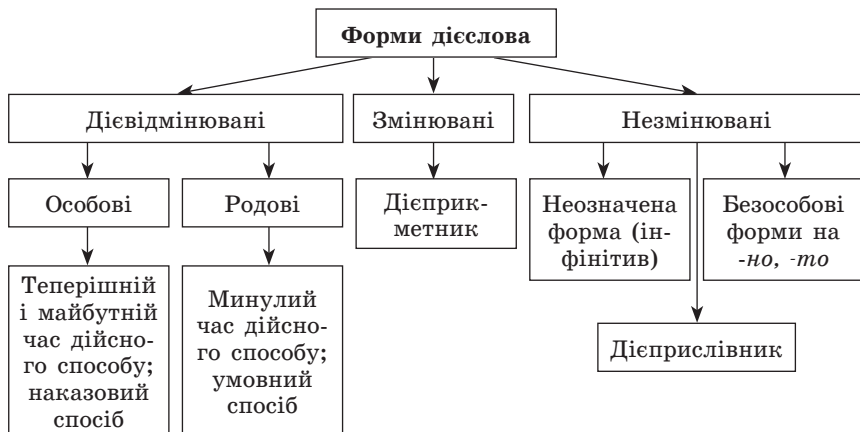 Форми дієслова
Дієвідмінювані
Змінювані
Незмінювані
Особові
Родові
Дієприк-
метник
Неозначена
форма (ін-
фінітив)
Безособові
форми на
-но, -то
Теперішній
і майбутній
час дійсно-
го способу;
наказовий
спосіб
Минулий
час дійсно-
го способу;
умовний
спосіб
Дієприслівник